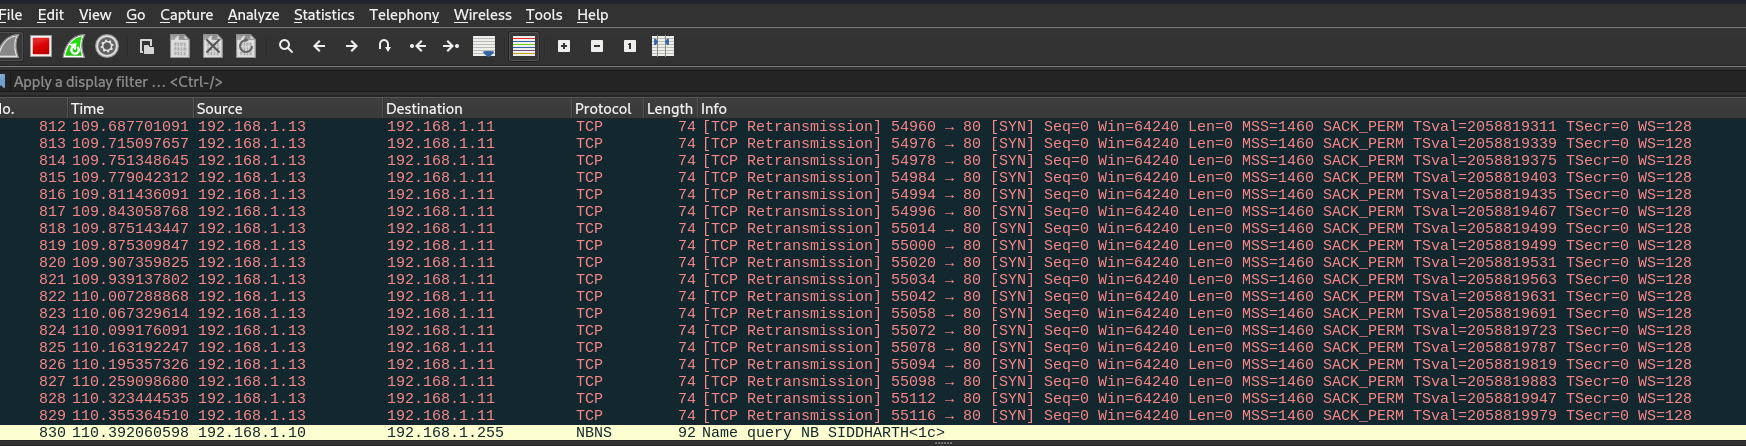 File Edit View Go Capture Analyze Statistics Telephony Wireless Tools Help
Apply a display filter … <Ctrl-/>
lo. Time Source Destination Protocol Length Info
812 109.687701091 192.168.1.13 192.168.1.11 TCP 74 [TCP Retransmission] 54960 → 80 [SYN] Seq=0 Win=64240 Len=0 MSS=1460 SACK_PERM TSval=2058819311 TSecr=0 WS=128
813 109.715097657 192.168.1.13 192.168.1.11 TCP 74 [TCP Retransmission] 54976 → 80 [SYN] Seq=0 Win=64240 Len=0 MSS=1460 SACK_PERM TSval=2058819339 TSecr=0 WS=128
814 109.751348645 192.168.1.13 192.168.1.11 TCP 74 [TCP Retransmission] 54978 → 80 [SYN] Seq=0 Win=64240 Len=0 MSS=1460 SACK_PERM TSval=2058819375 TSecr=0 WS=128
815 109.779042312 192.168.1.13 192.168.1.11 TCP 74 [TCP Retransmission] 54984 → 80 [SYN] Seq=0 Win=64240 Len=0 MSS=1460 SACK_PERM TSval=2058819403 TSecr=0 WS=128
816 109.811436091 192.168.1.13 192.168.1.11 TCP 74 [TCP Retransmission] 54994 → 80 [SYN] Seq=0 Win=64240 Len=0 MSS=1460 SACK_PERM TSval=2058819435 TSecr=0 WS=128
817 109.843058768 192.168.1.13 192.168.1.11 TCP 74 [TCP Retransmission] 54996 → 80 [SYN] Seq=0 Win=64240 Len=0 MSS=1460 SACK_PERM TSval=2058819467 TSecr=0 WS=128
818 109.875143447 192.168.1.13 192.168.1.11 TCP 74 [TCP Retransmission] 55014 → 80 [SYN] Seq=0 Win=64240 Len=0 MSS=1460 SACK_PERM TSval=2058819499 TSecr=0 WS=128
819 109.875309847 192.168.1.13 192.168.1.11 TCP 74 [TCP Retransmission] 55000 → 80 [SYN] Seq=0 Win=64240 Len=0 MSS=1460 SACK_PERM TSval=2058819499 TSecr=0 WS=128
820 109.907359825 192.168.1.13 192.168.1.11 TCP 74 [TCP Retransmission] 55020 → 80 [SYN] Seq=0 Win=64240 Len=0 MSS=1460 SACK_PERM TSval=2058819531 TSecr=0 WS=128
821 109.939137802 192.168.1.13 192.168.1.11 TCP 74 [TCP Retransmission] 55034 → 80 [SYN] Seq=0 Win=64240 Len=0 MSS=1460 SACK_PERM TSval=2058819563 TSecr=0 WS=128
822 110.007288868 192.168.1.13 192.168.1.11 TCP 74 [TCP Retransmission] 55042 → 80 [SYN] Seq=0 Win=64240 Len=0 MSS=1460 SACK_PERM TSval=2058819631 TSecr=0 WS=128
823 110.067329614 192.168.1.13 192.168.1.11 TCP 74 [TCP Retransmission] 55058 → 80 [SYN] Seq=0 Win=64240 Len=0 MSS=1460 SACK_PERM TSval=2058819691 TSecr=0 WS=128
824 110.099176091 192.168.1.13 192.168.1.11 TCP 74 [TCP Retransmission] 55072 → 80 [SYN] Seq=0 Win=64240 Len=0 MSS=1460 SACK_PERM TSval=2058819723 TSecr=0 WS=128
825 110.163192247 192.168.1.13 192.168.1.11 TCP 74 [TCP Retransmission] 55078 → 80 [SYN] Seq=0 Win=64240 Len=0 MSS=1460 SACK_PERM TSval=2058819787 TSecr=0 WS=128
826 110.195357326 192.168.1.13 192.168.1.11 TCP 74 [TCP Retransmission] 55094 → 80 [SYN] Seq=0 Win=64240 Len=0 MSS=1460 SACK_PERM TSval=2058819819 TSecr=0 WS=128
827 110.259098680 192.168.1.13 192.168.1.11 TCP 74 [TCP Retransmission] 55098 → 80 [SYN] Seq=0 Win=64240 Len=0 MSS=1460 SACK_PERM TSval=2058819883 TSecr=0 WS=128
828 110.323444535 192.168.1.13 192.168.1.11 TCP 74 [TCP Retransmission] 55112 → 80 [SYN] Seq=0 Win=64240 Len=0 MSS=1460 SACK_PERM TSval=2058819947 TSecr=0 WS=128
829 110.355364510 192.168.1.13 192.168.1.11 TCP 74 [TCP Retransmission] 55116 → 80 [SYN] Seq=0 Win=64240 Len=0 MSS=1460 SACK_PERM TSval=2058819979 TSecr=0 WS=128
830 110.392060598 192.168.1.10 192.168.1.255 NBNS 92 Name query NB SIDDHARTH<1c>